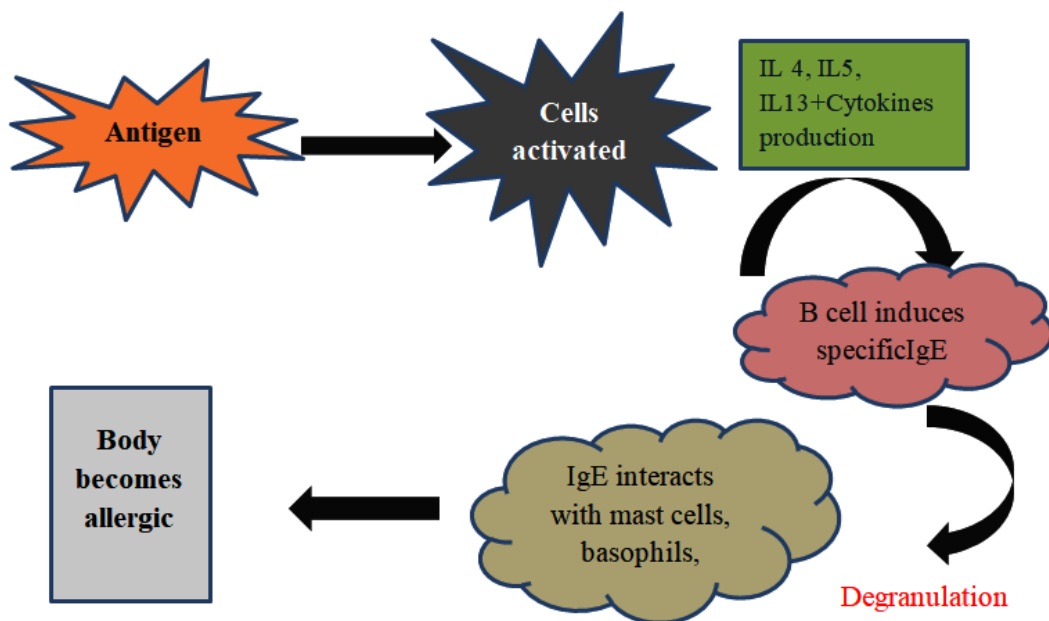 Antigen
Cells
activated
IL 4, IL5,
IL13+Cytokines
production
B cell induces
specificIgE
Degranulation
IgE interacts
with mast cells,
basophils,
Body
becomes
allergic